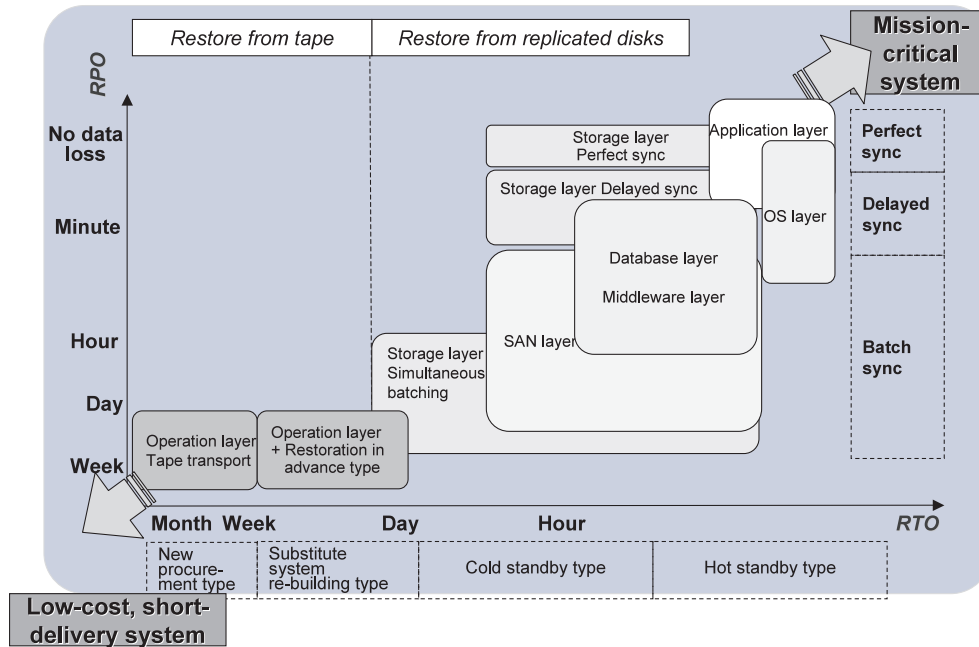 Restore from tape
Restore from replicated disks
Mission-
critical
system
RPO
No data
loss
Minute
Hour
Day
Week
Storage layer
Perfect sync
Application layer
Perfect
sync
Storage layer Delayed sync
OS layer
Delayed
sync
Database layer
Middleware layer
SAN layer
Storage layer
Simultaneous
batching
Batch
sync
Operation layer
Tape transport
Operation layer
+ Restoration in
advance type
Month
Week
Day
Hour
RTO
New
procure-
ment type
Substitute
system
re-building type
Cold standby type
Hot standby type
Low-cost, short-
delivery system